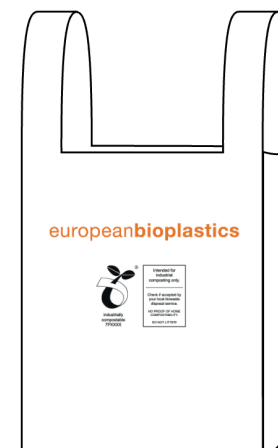 europeanbioplastics
industrially
compostable
7PXXXX
Intended for
industrial
composting only.
Check if accepted by
your local biowaste
disposal service.
NO PROOF OF HOME
COMPOSTABILITY.
DO NOT LITTER!